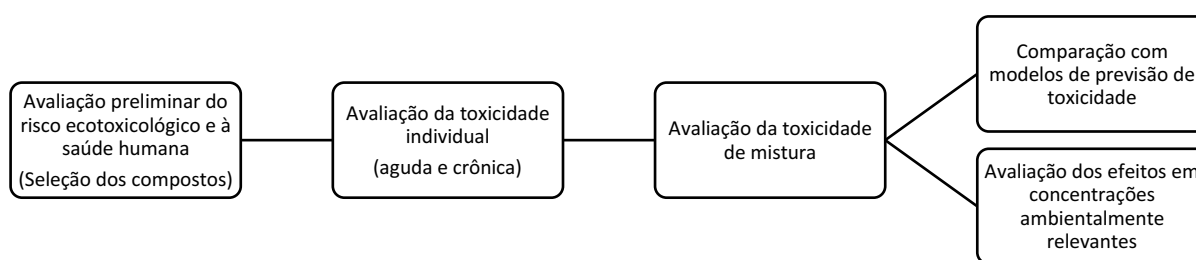 Avaliação preliminar do
risco ecotoxicológico e à
saúde humana
(Seleção dos compostos)
Avaliação da toxicidade
individual
(aguda e crônica)
Avaliação da toxicidade
de mistura
Comparação com
modelos de previsão de
toxicidade
Avaliação dos efeitos em
concentrações
ambientalmente
relevantes